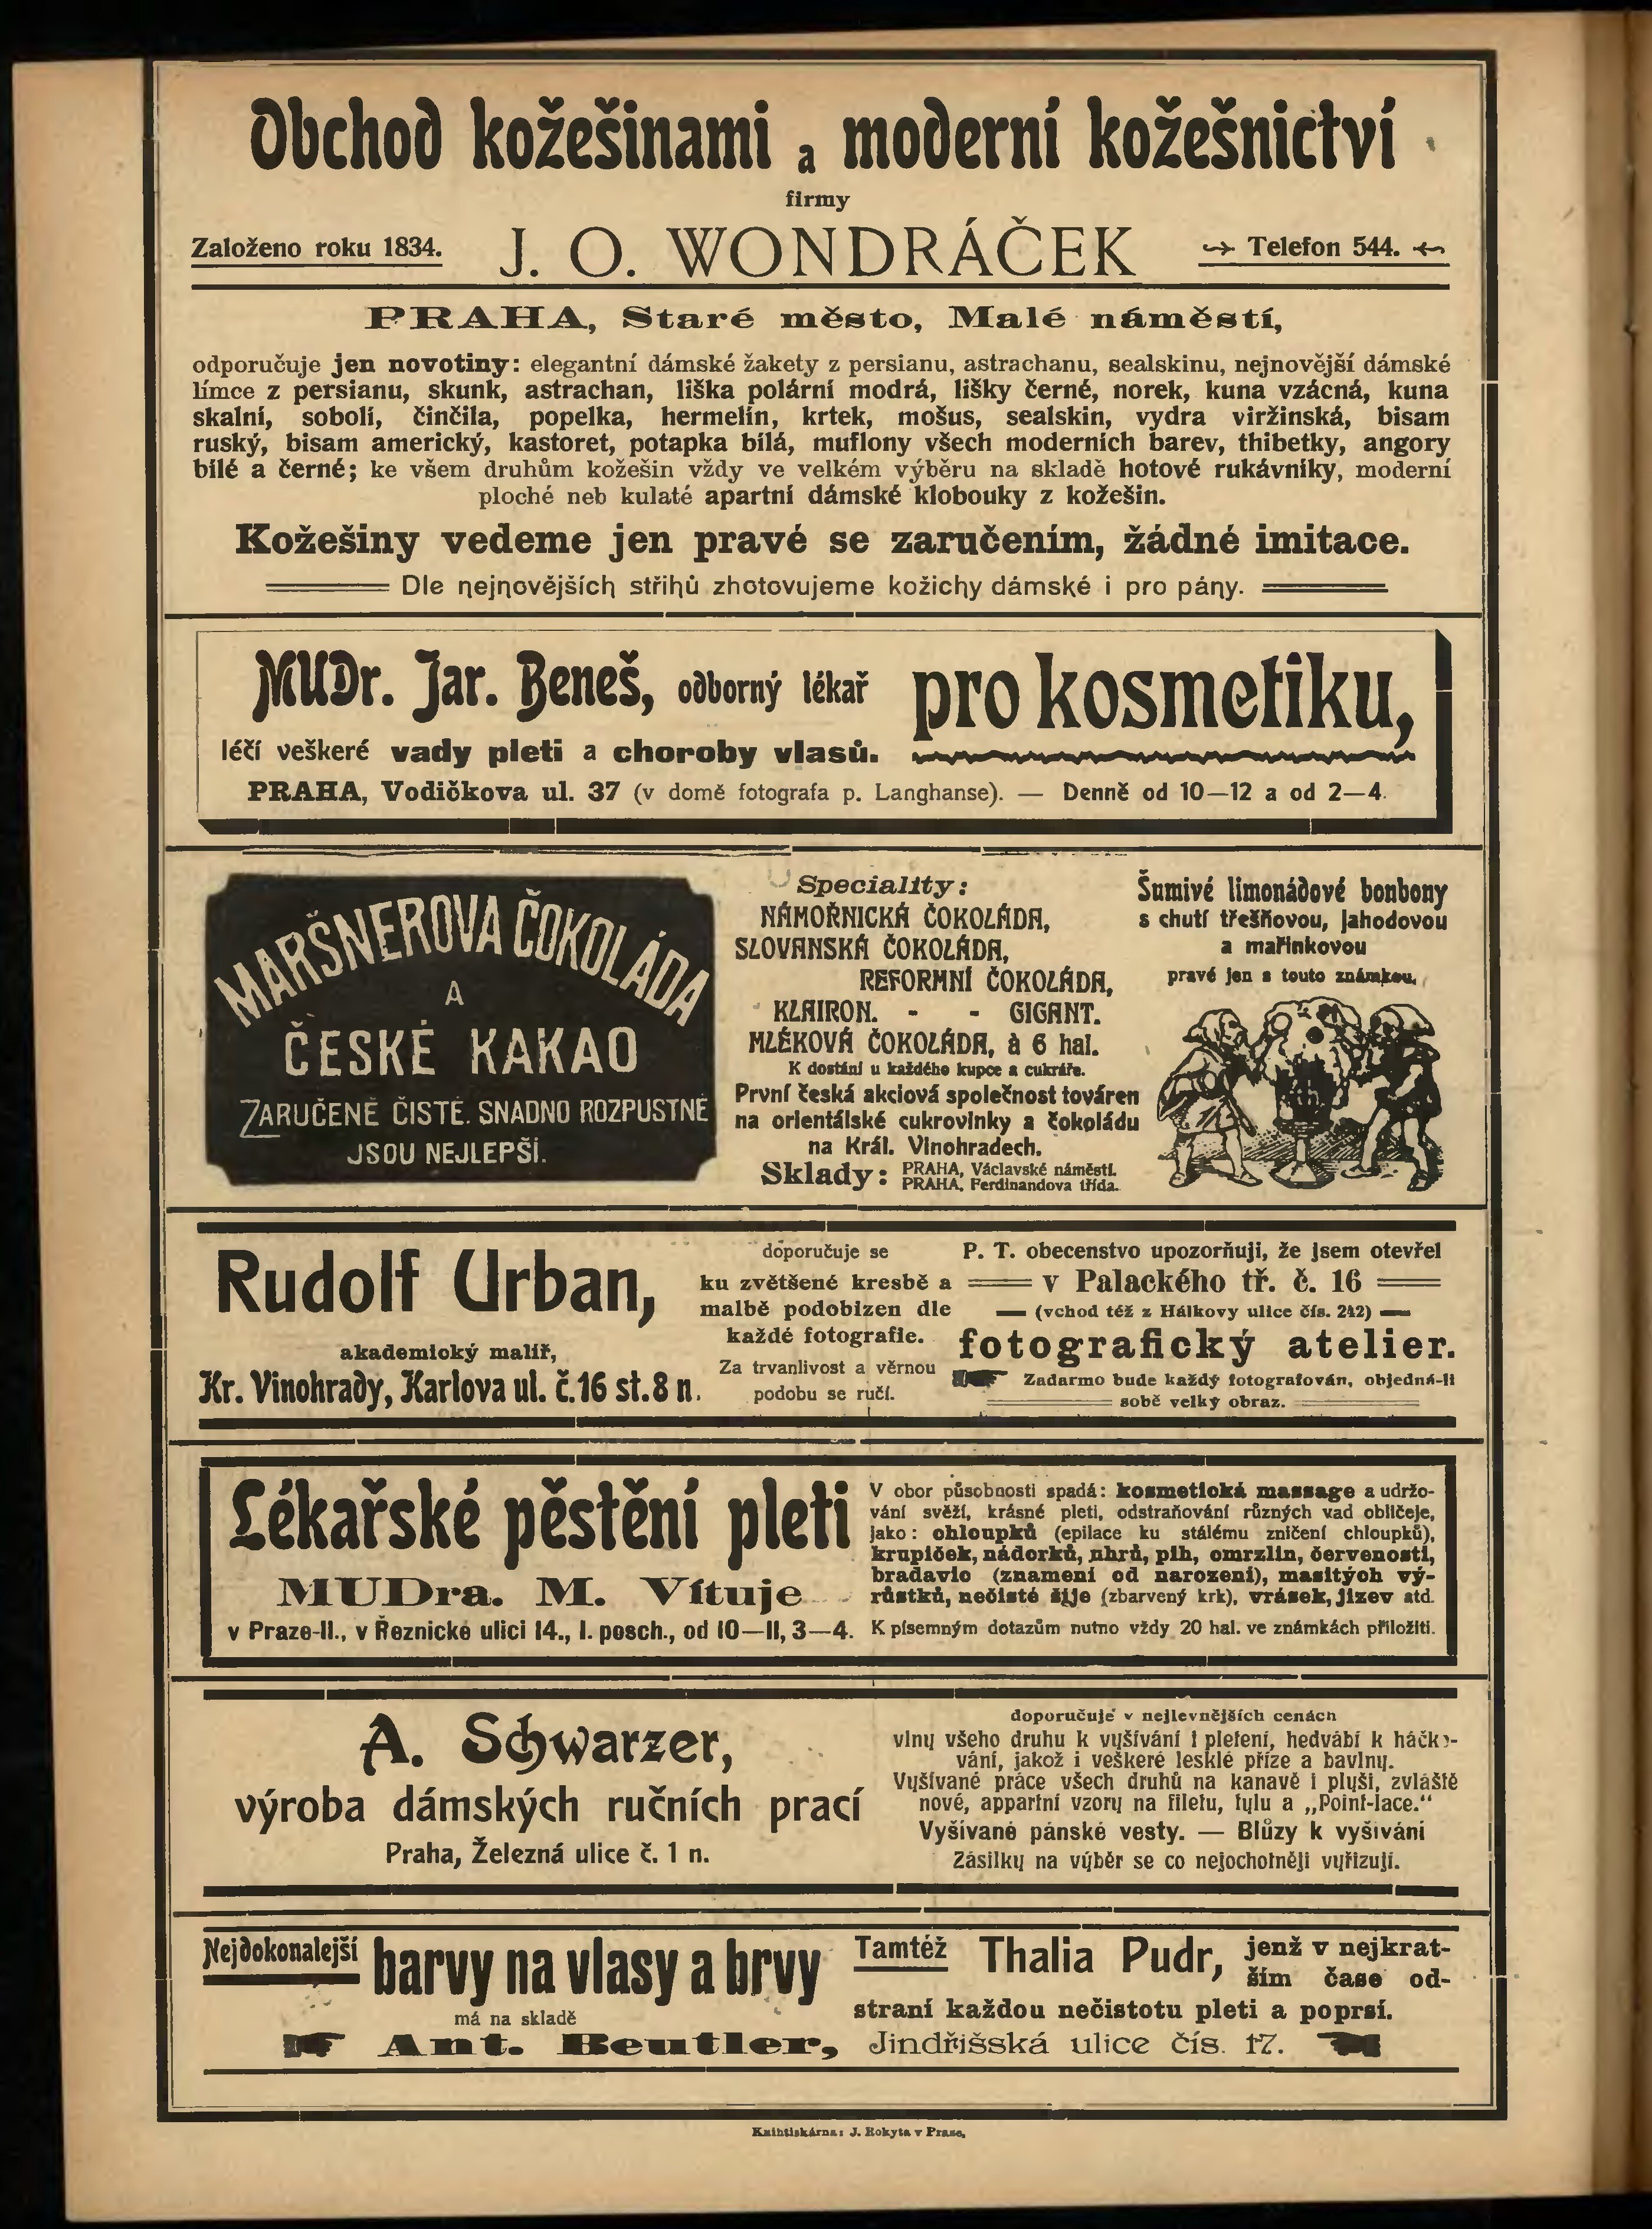 Obchod kožešinami a moderní kožešnictví
firmy
Založeno roku 1834.
J. O. WONDRÁČEK
Telefon 544.
PRAHA, Staré město, Malé náměstí,
odporučuje jen novotiny: elegantní dámské žakety z persianu, astrachanu, sealskinu, nejnovější dámské
límce z persianu, skunk, astrachan, liška polární modrá, lišky černé, norek, kuna vzácná, kuna
skalní, soboli, činčila, popelka, hermelín, krtek, mošus, sealskin, vydra viržinská, bisam
ruský, bisam americký, kastoret, potapka bílá, muflony všech moderních barev, thibetky, angory
bílé a černé; ke všem druhům kožešin vždy ve velkém výběru na skladě hotové rukávníky, moderní
ploché neb kulaté apartní dámské klobouky z kožešin.
Kožešiny vedeme jen pravé se zaručením, žádné imitace.
Dle nejnovějších střihů zhotovujeme kožichy dámské i pro pány.
MUDr. Jar. Beneš, odborný lékař
pro kosmetiku,
léčí veškeré vady pleti a choroby vlasů.
PRAHA, Vodičkova ul. 37 (v domě fotografa p. Langhanse). — Denně od 10—12 a od 2—4.
MARŠNEROVA ČOKOLÁDA
A
ČESKÉ KAKAO
ZARUČENĚ ČISTÉ. SNADNO ROZPUSTNÉ
JSOU NEJLEPŠÍ.
Speciality:
NÁMOŘNICKÁ ČOKOLÁDA,
SLOVANSKÁ ČOKOLÁDA,
REFORMNÍ ČOKOLÁDA,
KLAIRON. - - GIGANT.
MLÉKOVÁ ČOKOLÁDA, à 6 hal.
K dostání u každého kupce a cukráře.
První česká akciová společnost továren
na orientálské cukrovinky a čokoládu
na Král. Vinohradech.
Sklady: PRAHA, Václavské náměstí.
PRAHA, Ferdinandova třída.
Šumivé limonádové bonbony
s chutí třešňovou, jahodovou
a mařinkovou
pravé jen s touto známkou.
Rudolf Urban,
akademický malíř,
Kr. Vinohrady, Karlova ul. č. 16 st. 8 n.
doporučuje se
ku zvětšené kresbě a
malbě podobizen dle
každé fotografie.
Za trvanlivost a věrnou
podobu se ručí.
P. T. obecenstvo upozorňuji, že jsem otevřel
v Palackého tř. č. 16
(vchod též z Hálkovy ulice čís. 242)
fotografický atelier.
Zadarmo bude každý fotografován, objedná-li
sobě velký obraz.
Lékařské pěstění pleti
MUDra. M. Vítuje
v Praze-II., v Řeznické ulici 14., I. posch., od 10—11, 3—4.
V obor působnosti spadá: kosmetická massage a udržo-
vání svěží, krásné pleti, odstraňování různých vad obličeje,
jako: chloupků (epilace ku stálému zničení chloupků),
krupiček, nádorků, uhrů, pih, omrzlin, červenosti,
bradavic (znamení od narození), masitých vý-
růstků, nečisté šíje (zbarvený krk), vrásek, jizev atd.
K písemným dotazům nutno vždy 20 hal. ve známkách přiložiti.
A. Schwarzer,
výroba dámských ručních prací
Praha, Železná ulice č. 1 n.
doporučuje v nejlevnějších cenách
vlny všeho druhu k vyšívání i pletení, hedvábí k háčko-
vání, jakož i veškeré lesklé příze a bavlny.
Vyšívané práce všech druhů na kanavě i plyši, zvláště
nové, appartní vzory na filetu, tylu a „Point-lace.“
Vyšívané pánské vesty. — Blůzy k vyšívání
Zásilky na výběr se co nejochotněji vyřizují.
Nejdokonalejší barvy na vlasy a brvy
má na skladě
Tamtéž Thalia Pudr, jenž v nejkrat-
ším čase od-
straní každou nečistotu pleti a poprsí.
Ant. Beutler, Jindřišská ulice čís. 17.
Knihtiskárna: J. Rokyta v Praze.